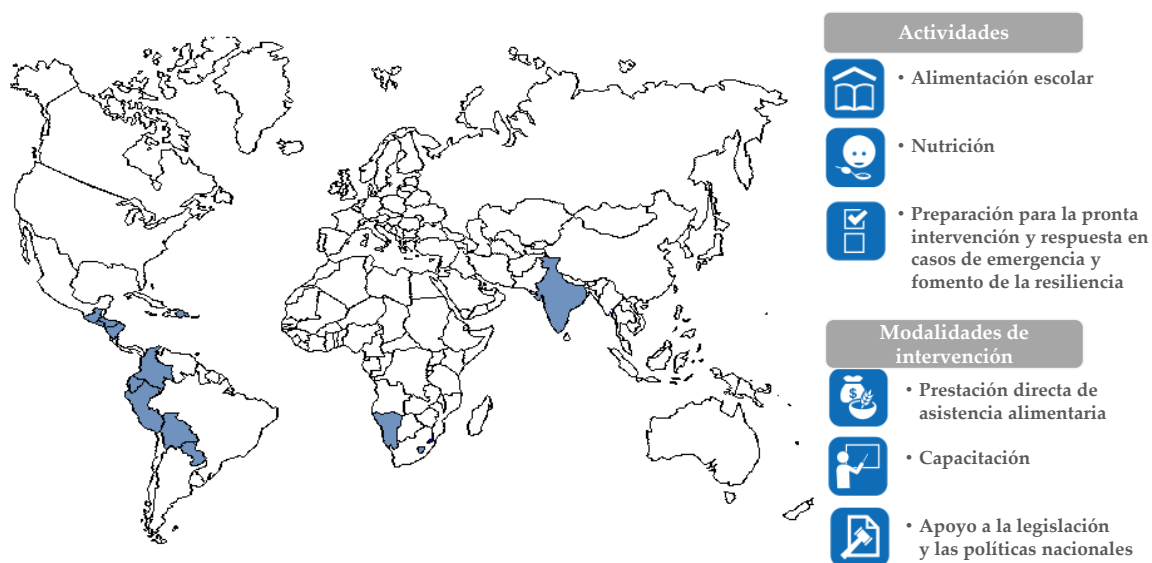 Actividades
• Alimentación escolar
• Nutrición
• Preparación para la pronta
intervención y respuesta en
casos de emergencia y
fomento de la resiliencia
Modalidades de
intervención
$
• Prestación directa de
asistencia alimentaria
• Capacitación
• Apoyo a la legislación
y las políticas nacionales